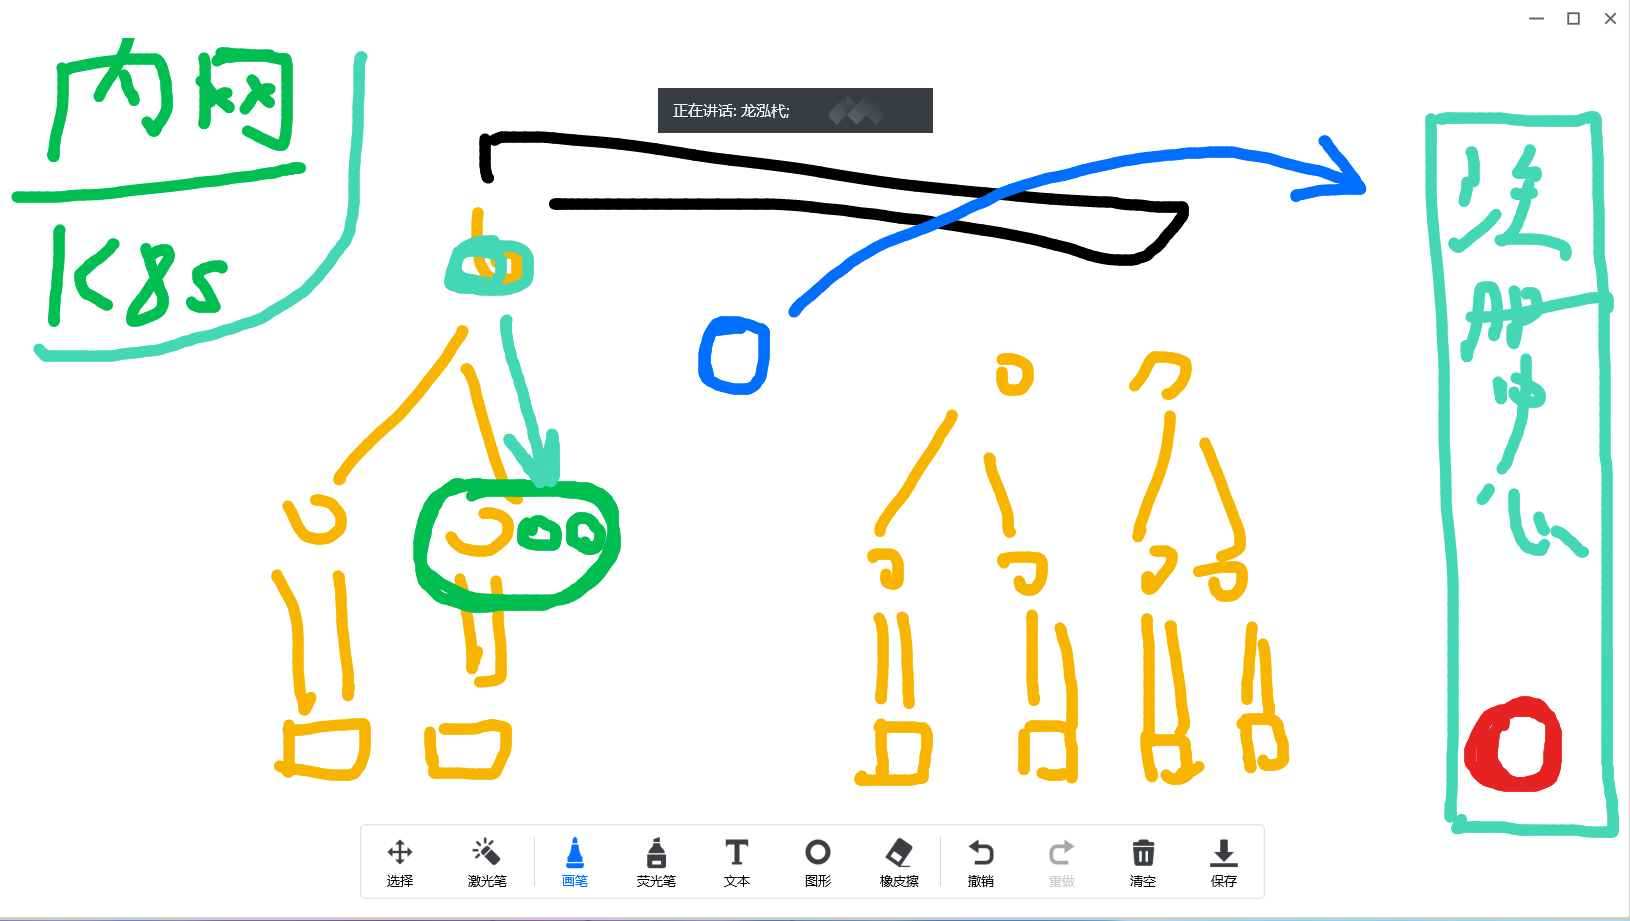 内网
K8s
正在讲话: 龙泓杙;
注
册
中
心
选择
激光笔
画笔
荧光笔
文本
图形
橡皮擦
撤销
重做
清空
保存